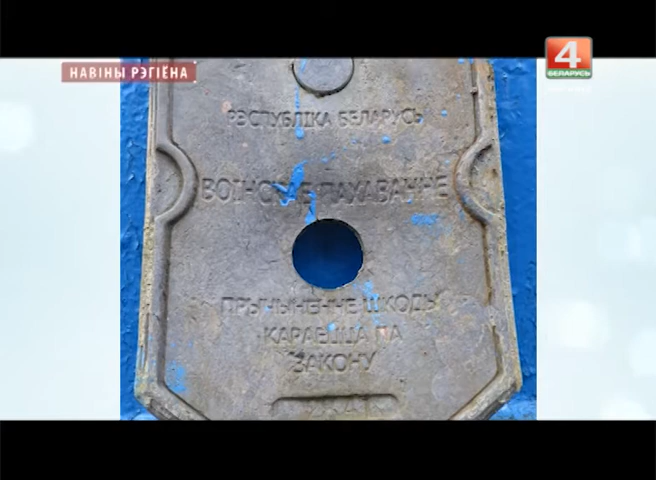 НАВІНЫ РЭГІЁНА
4
БЕЛАРУСЬ
РЭСПУБЛІКА БЕЛАРУСЬ
ВОІНСКАЕ ПАХАВАННЕ
ПРЫЧЫНЕННЕ ШКОДЫ
КАРАЕЦЦА ПА
ЗАКОНУ